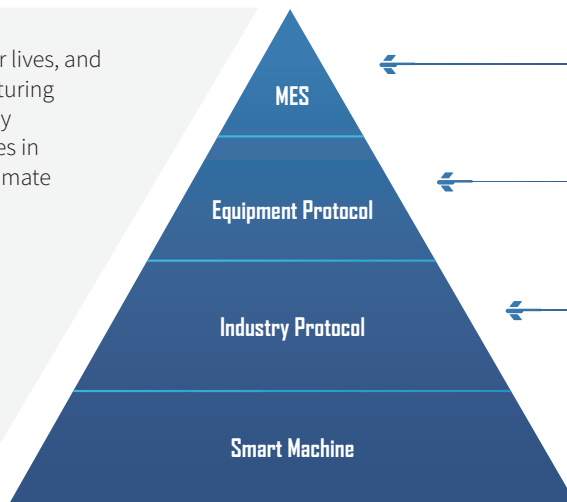 r lives, and
turing
y
es in
mate
MES
Equipment Protocol
Industry Protocol
Smart Machine